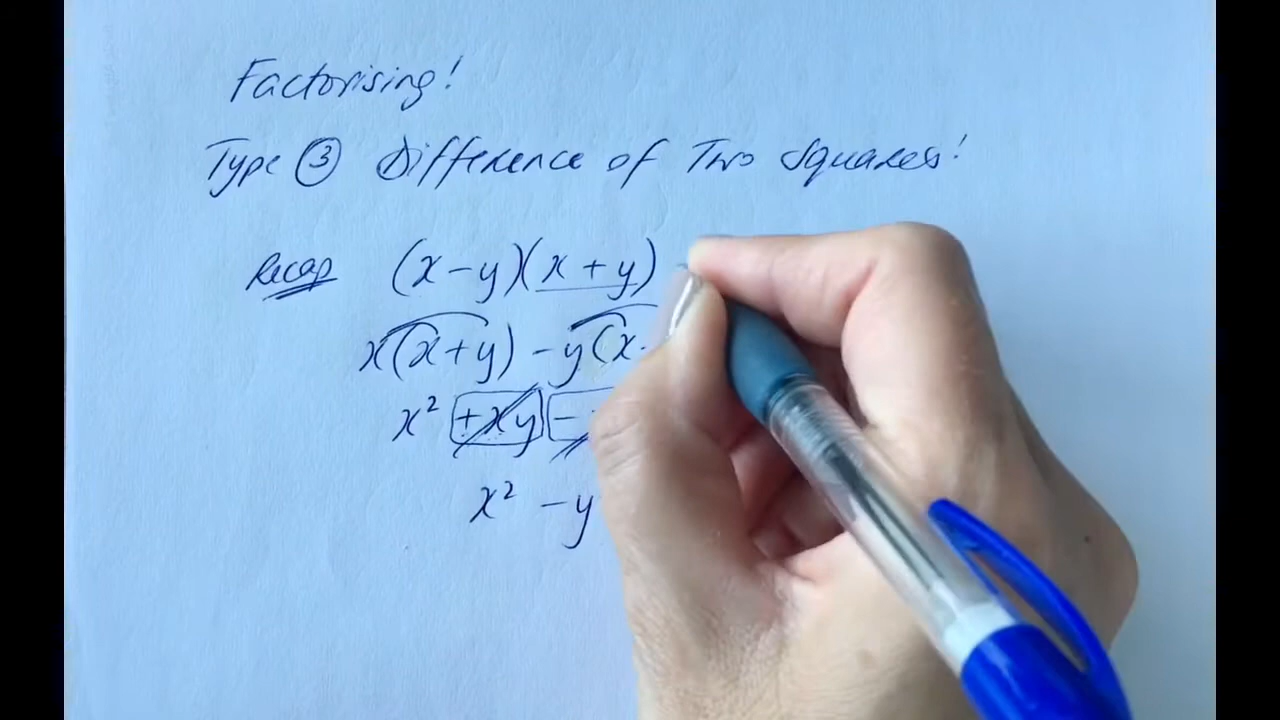 Factorising!
Type ③ Difference of Two Squares!
Recap (x-y)(x+y)
x(x+y) -y(x
x² +xy -
x² -y